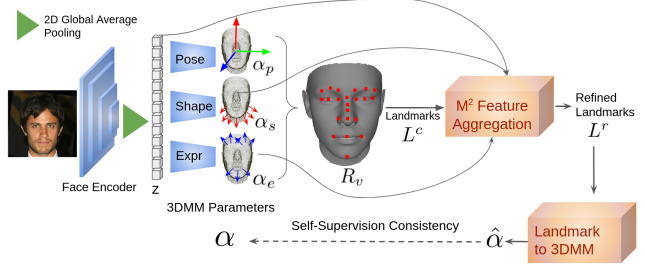 2D Global Average
Pooling
Pose
α_p
Shape
α_s
Expr
α_e
Face Encoder
z
3DMM Parameters
R_v
Landmarks
L^c
M² Feature
Aggregation
Refined
Landmarks
L^r
Landmark
to 3DMM
Self-Supervision Consistency
α
α̂